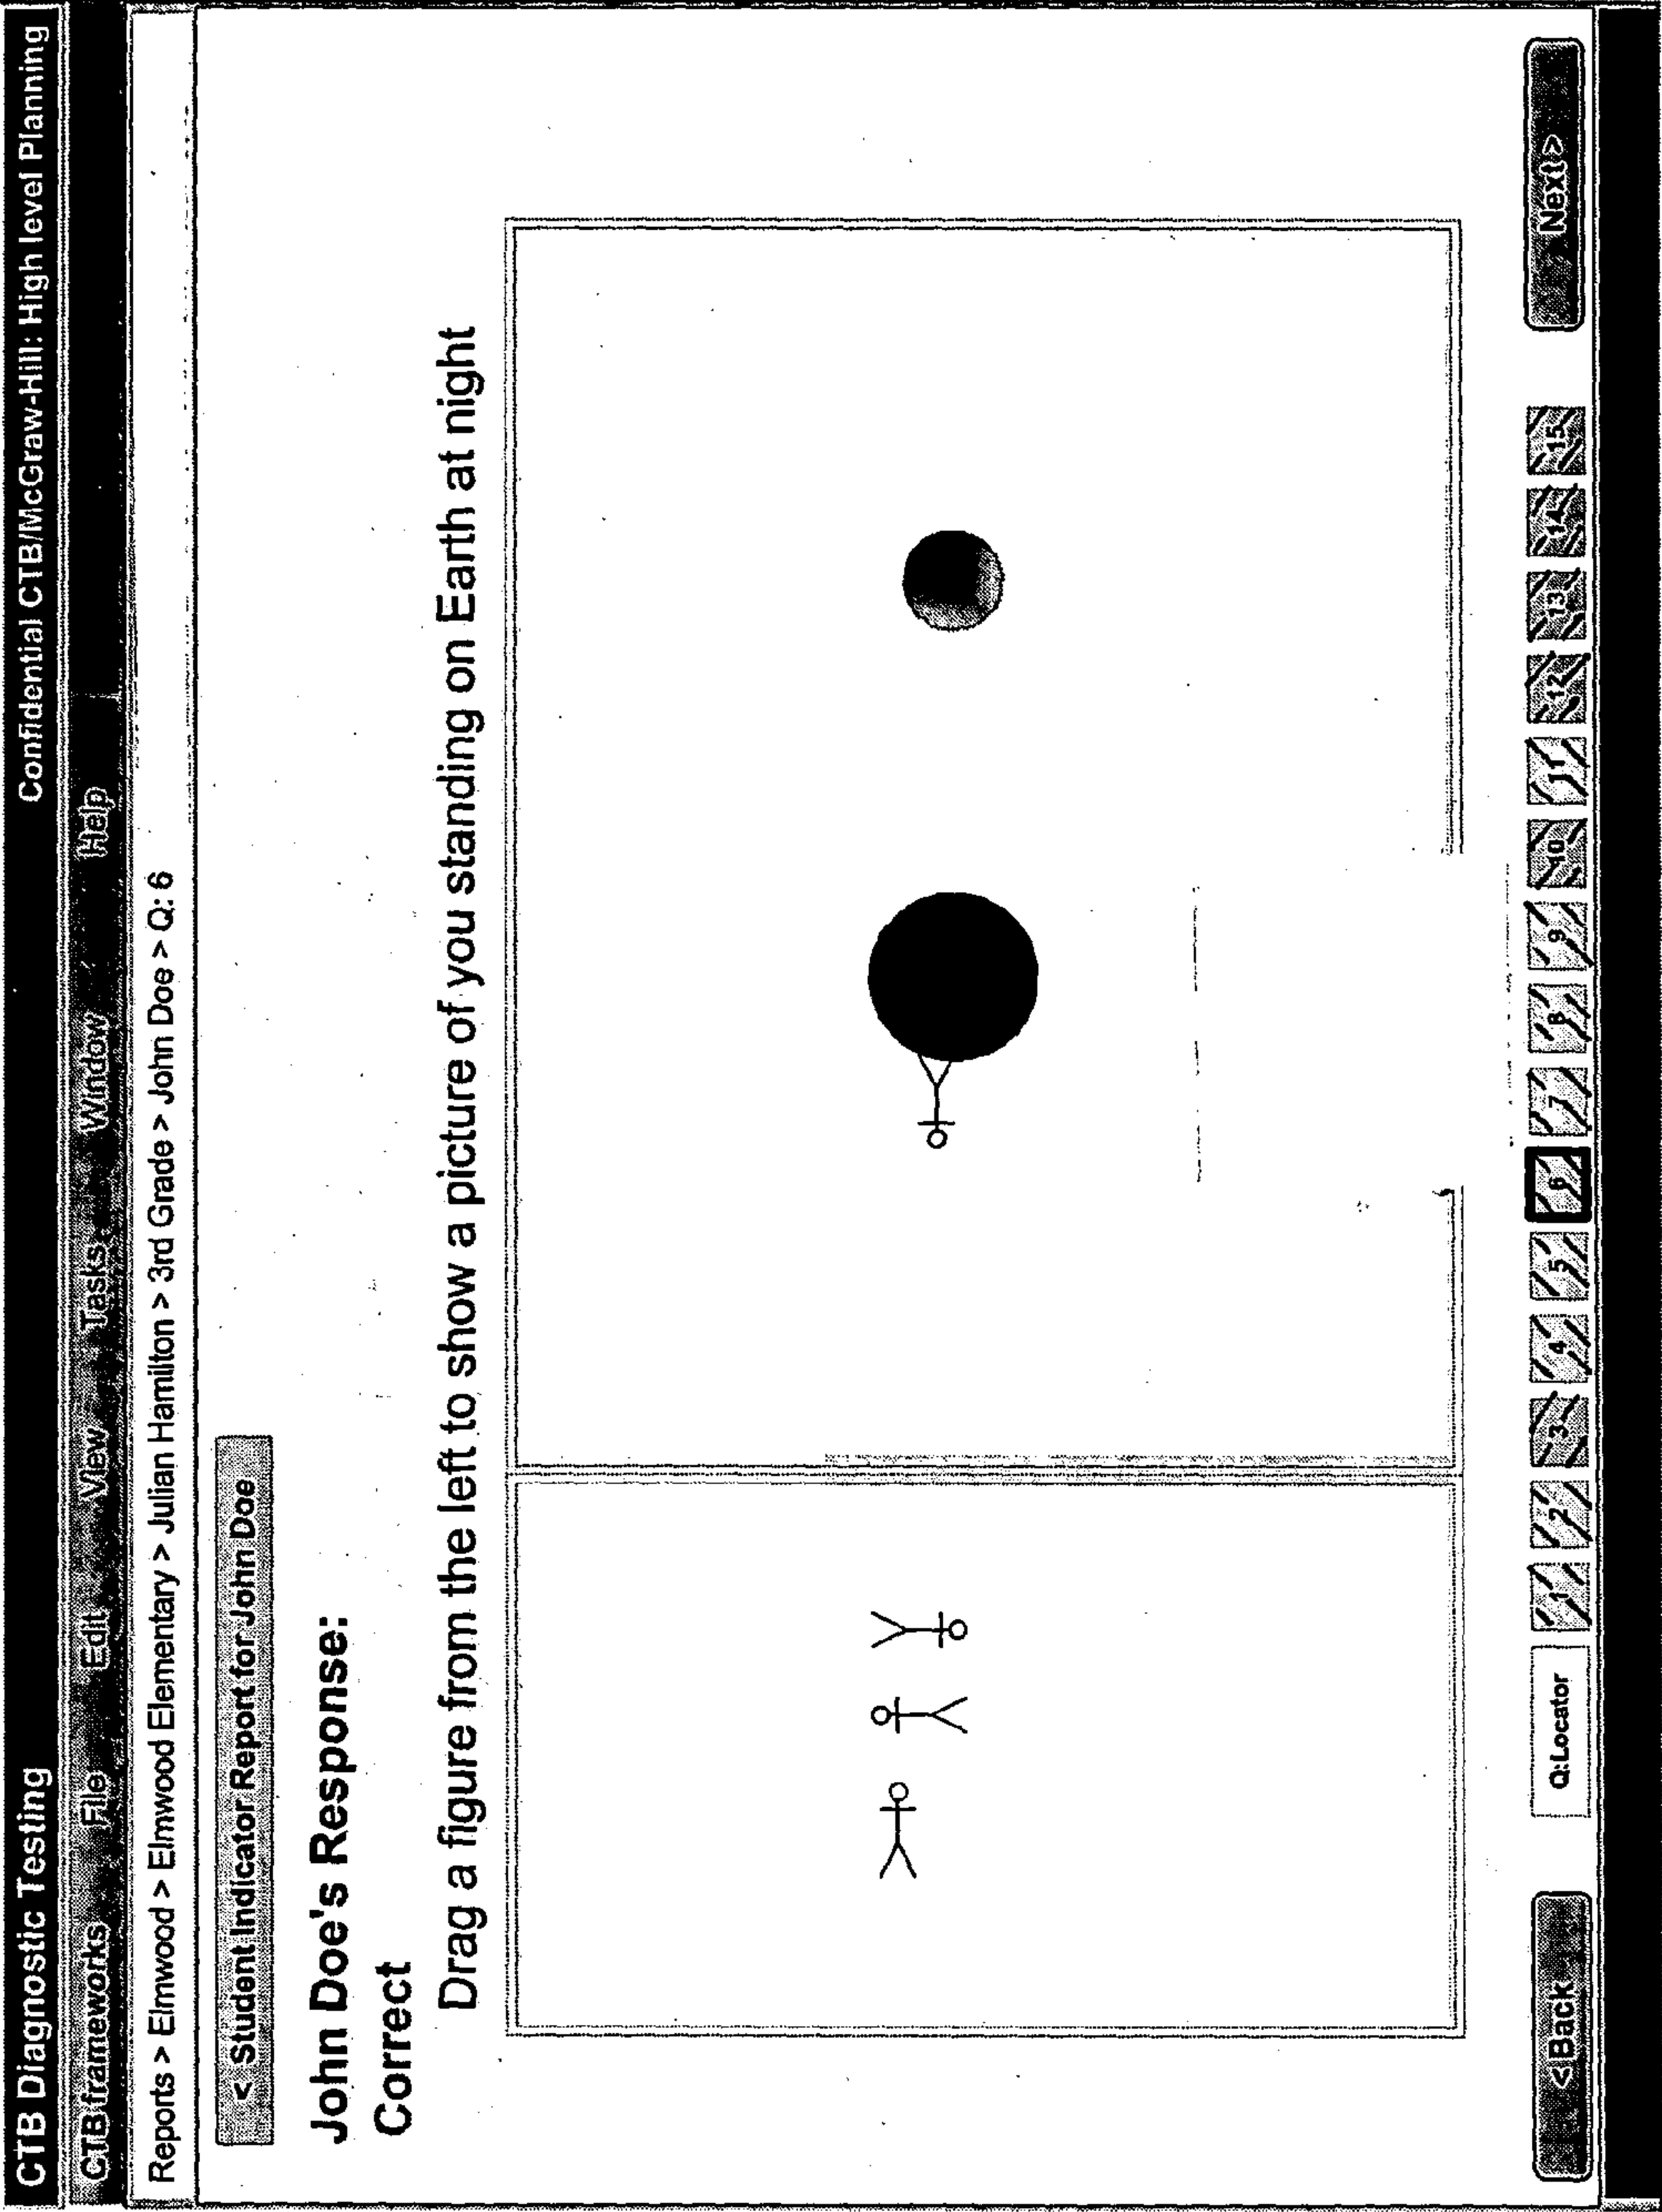 CTB Diagnostic Testing Confidential CTB/McGraw-Hill: High level Planning
CTB frameworks File Edit View Tasks Window Help
Reports > Elmwood > Elmwood Elementary > Julian Hamilton > 3rd Grade > John Doe > Q: 6
< Student Indicator Report for John Doe
John Doe's Response:
Correct
Drag a figure from the left to show a picture of you standing on Earth at night
< Back Q:Locator 1 2 3 4 5 6 7 8 9 10 11 12 13 14 15 Next >